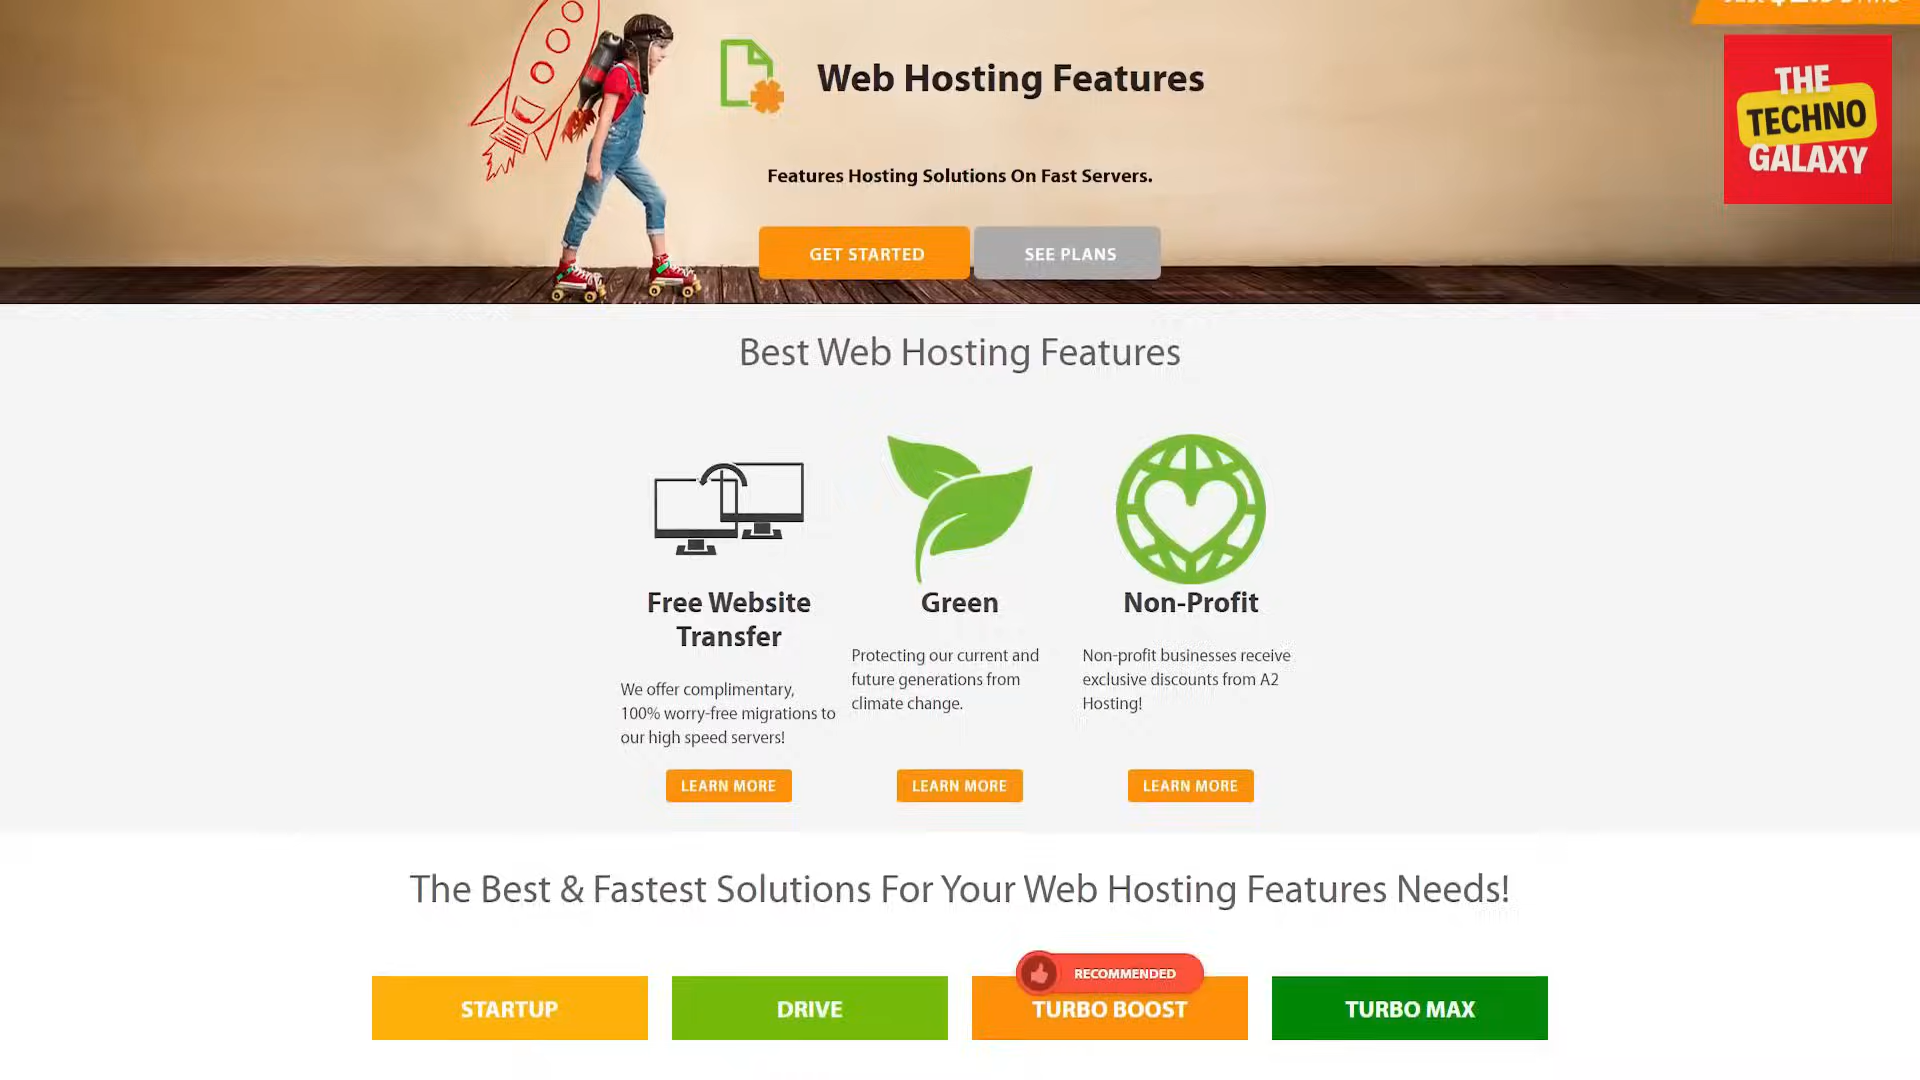 THE
TECHNO
GALAXY
Web Hosting Features
Features Hosting Solutions On Fast Servers.
GET STARTED
SEE PLANS
Best Web Hosting Features
Free Website
Transfer
We offer complimentary,
100% worry-free migrations to
our high speed servers!
LEARN MORE
Green
Protecting our current and
future generations from
climate change.
LEARN MORE
Non-Profit
Non-profit businesses receive
exclusive discounts from A2
Hosting!
LEARN MORE
The Best & Fastest Solutions For Your Web Hosting Features Needs!
STARTUP
DRIVE
RECOMMENDED
TURBO BOOST
TURBO MAX